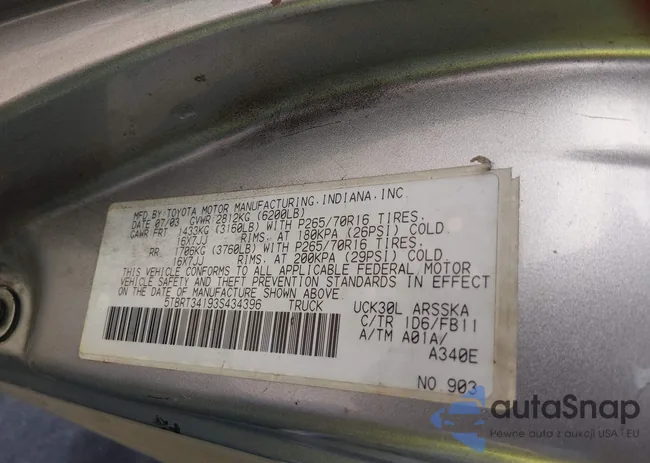 MFD. BY TOYOTA MOTOR MANUFACTURING, INDIANA, INC.
DATE 07/03 GVWR 2812KG (6200LB)
GAWR FRT 1433KG (3160LB) WITH P265/70R16 TIRES.
16X7JJ RIMS. AT 180KPA (26PSI) COLD.
RR 1706KG (3760LB) WITH P265/70R16 TIRES.
16X7JJ RIMS. AT 200KPA (29PSI) COLD.
THIS VEHICLE CONFORMS TO ALL APPLICABLE FEDERAL MOTOR
VEHICLE SAFETY AND THEFT PREVENTION STANDARDS IN EFFECT
ON THE DATE OF MANUFACTURE SHOWN ABOVE.
5TBRT34193S434396 TRUCK
UCK30L ARSSKA
C/TR 1D6/FB11
A/TM A01A/
A340E
NO 903
autaSnap
Pewne auto z aukcji USA i EU